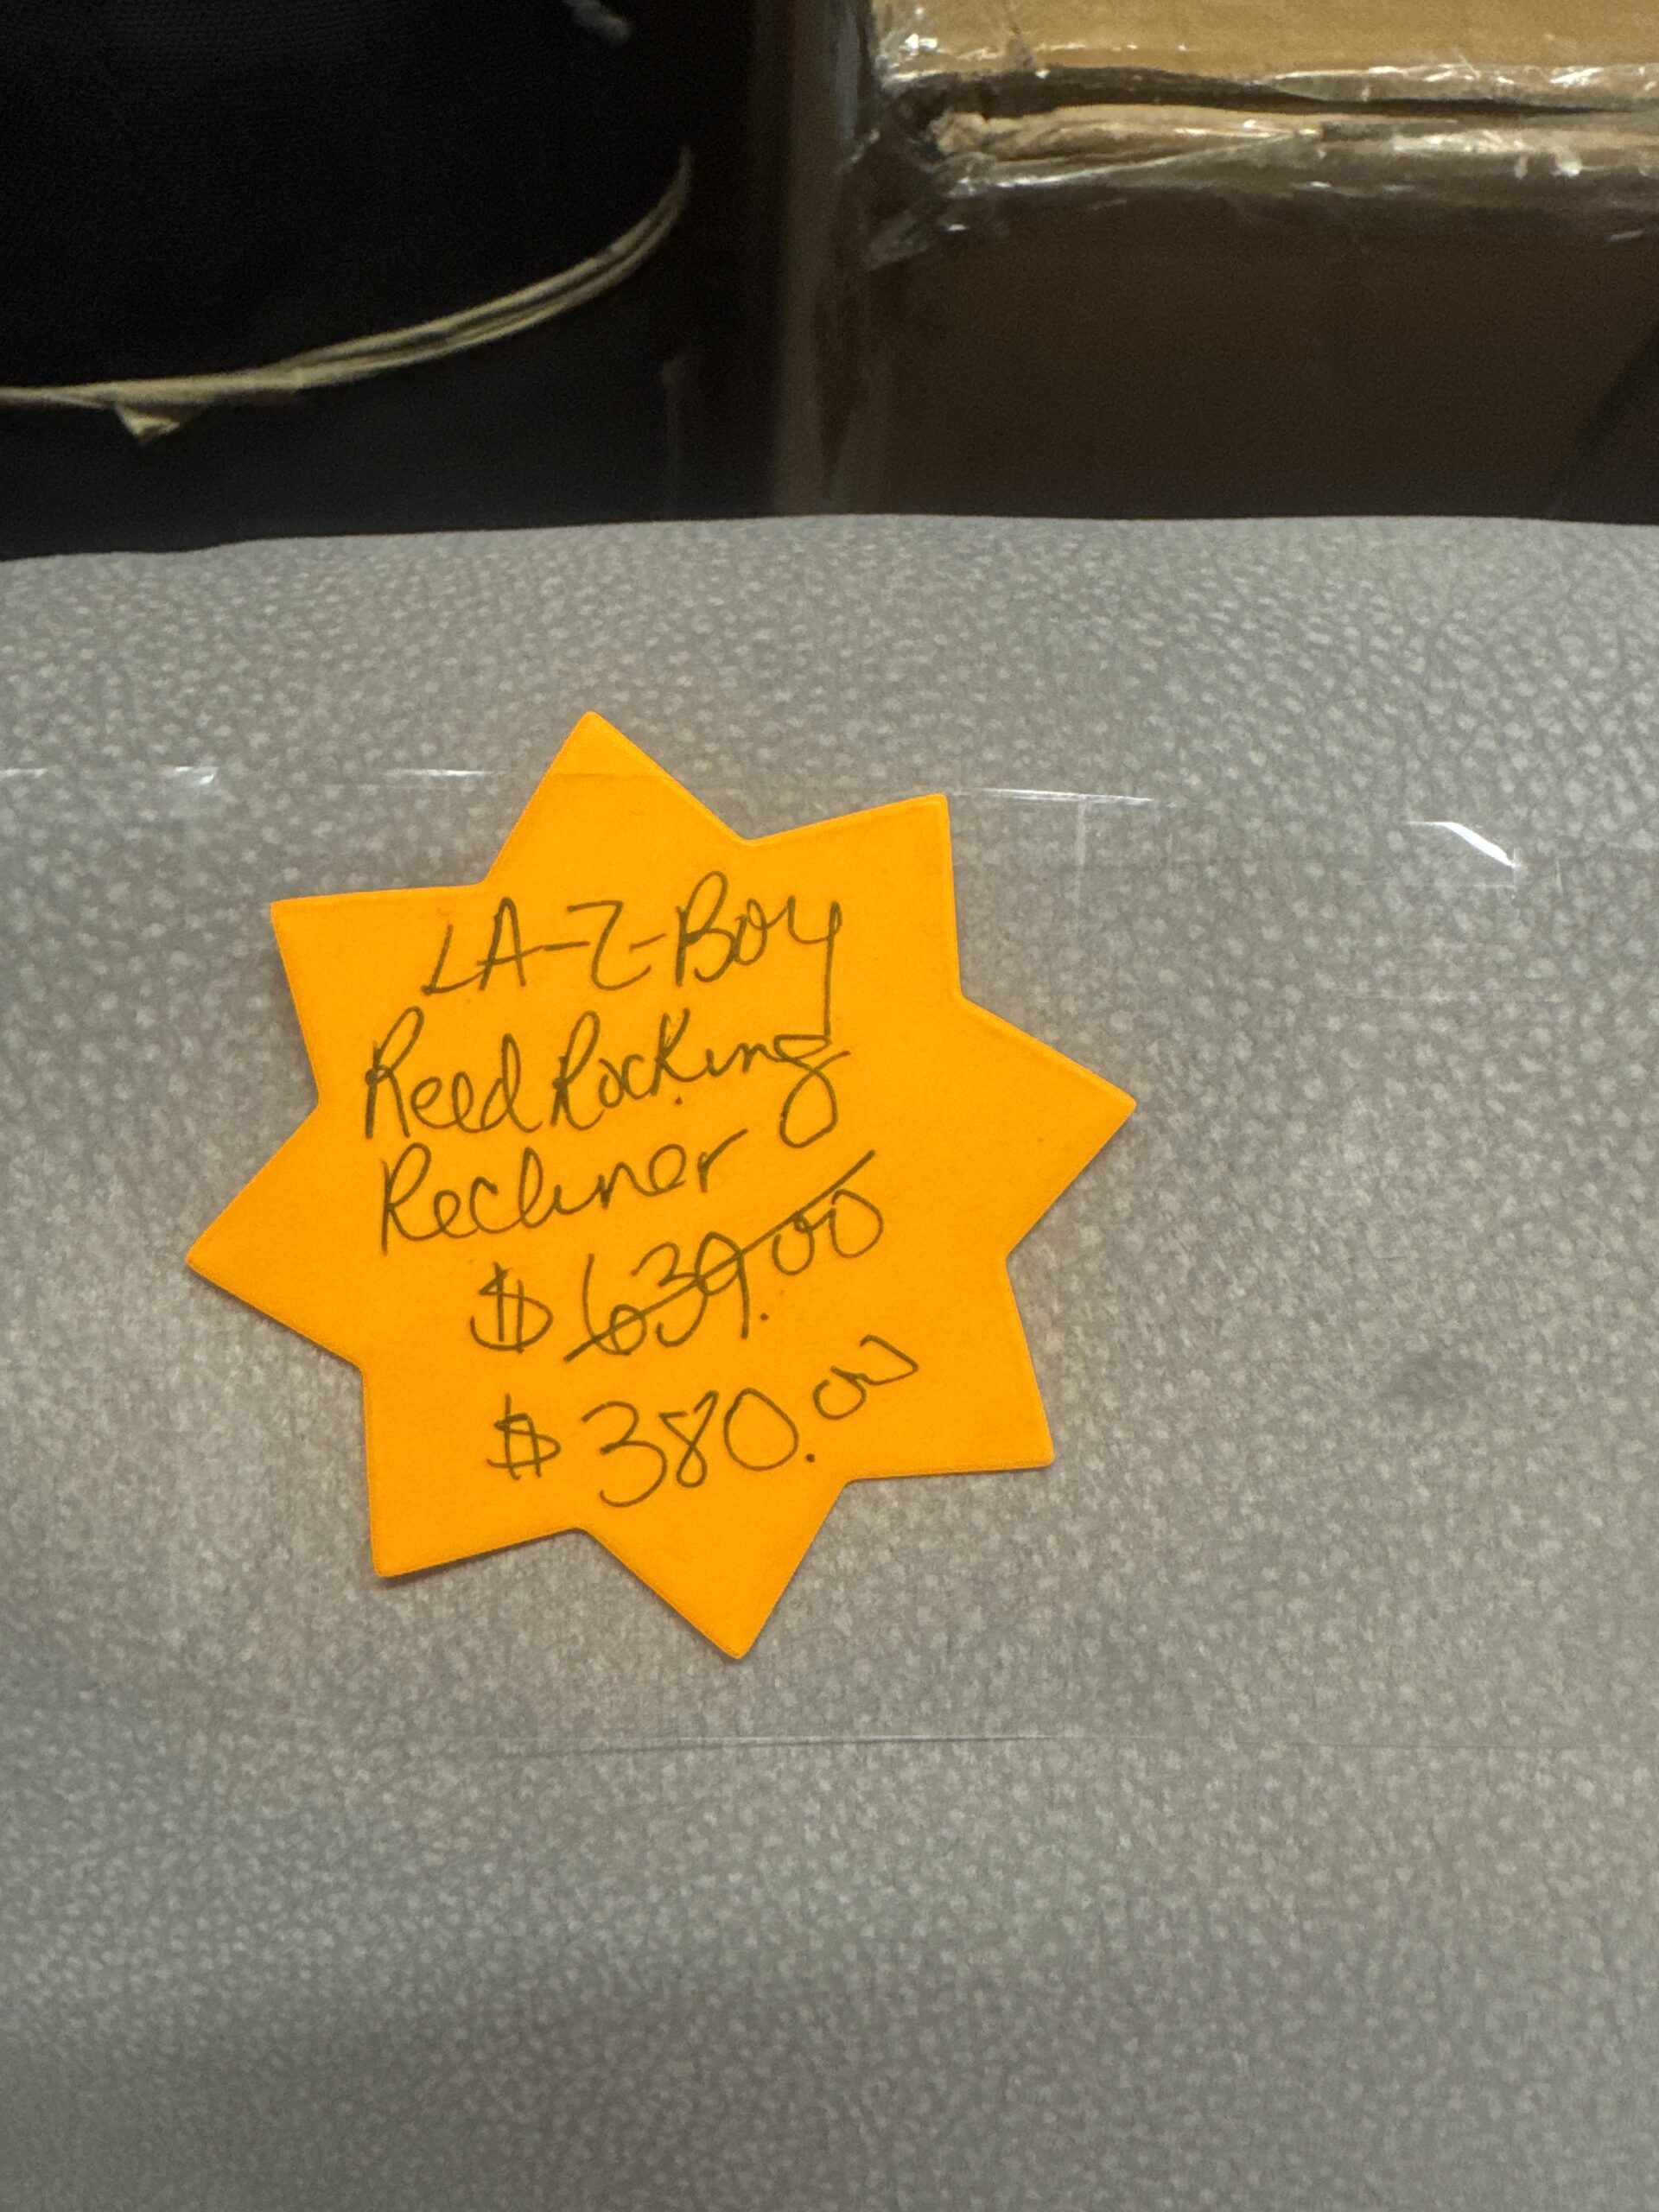 LA-Z-Boy
Reed Rocking
Recliner
$ 639.00
$ 380.00